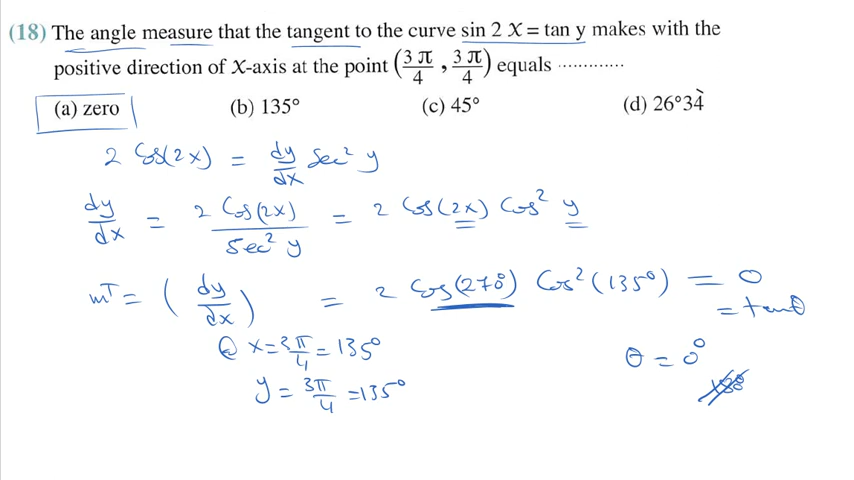 (18) The angle measure that the tangent to the curve sin 2 X = tan y makes with the
positive direction of X-axis at the point (3π/4 , 3π/4) equals .............
(a) zero (b) 135° (c) 45° (d) 26°34̀
2 Cos(2x) = dy/dx Sec² y
dy/dx = 2 Cos(2x) / Sec² y = 2 Cos(2x) Cos² y
mT = (dy/dx) = 2 Cos(270°) Cos²(135°) = 0
= tanθ
@ x = 3π/4 = 135°
θ = 0°
y = 3π/4 = 135°